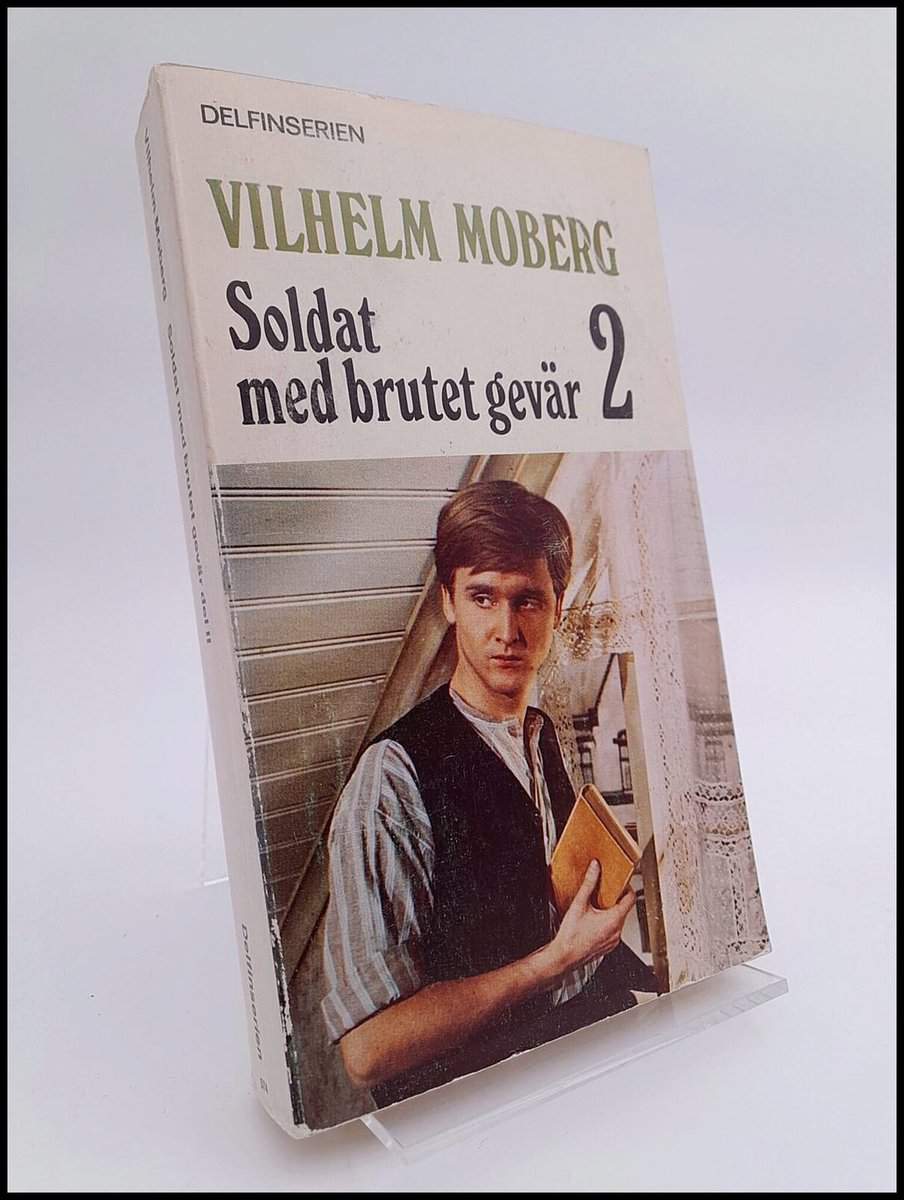 DELFINSERIEN
VILHELM MOBERG
Soldat
med brutet gevär 2
Vilhelm Moberg Soldat med brutet gevär del II Delfinserien